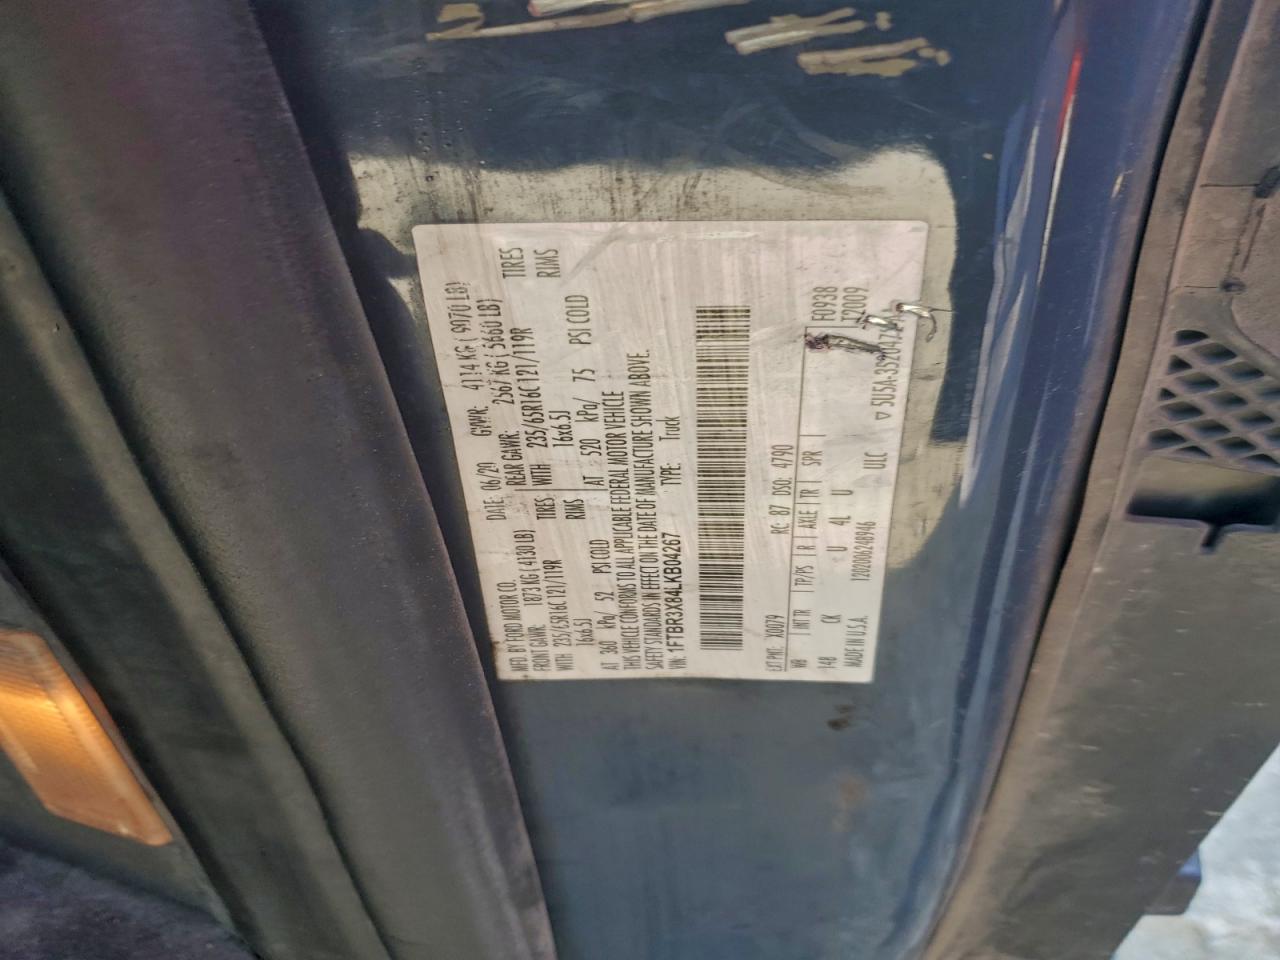 MFD. BY FORD MOTOR CO. DATE: 06/20 GVWR: 4114 KG ( 9070 LB)
FRONT GAWR: 1873 KG ( 4130 LB) REAR GAWR: 2567 KG ( 5660 LB)
WITH 235/65R16C 121/119R TIRES WITH 235/65R16C 121/119R TIRES
16x6.5J RIMS 16x6.5J RIMS
AT 360 kPa/ 52 PSI COLD AT 520 kPa/ 75 PSI COLD
THIS VEHICLE CONFORMS TO ALL APPLICABLE FEDERAL MOTOR VEHICLE
SAFETY STANDARDS IN EFFECT ON THE DATE OF MANUFACTURE SHOWN ABOVE.
VIN: 1FTBR3X84LKB04267 TYPE: Truck
EXT PNT: X0079 RC: 87 DSO: 4790 F0938
WB INT TR TP/PS R AXLE TR SPR T2009
148 CK U 4L U
MADE IN U.S.A. 120200624B946 ULC